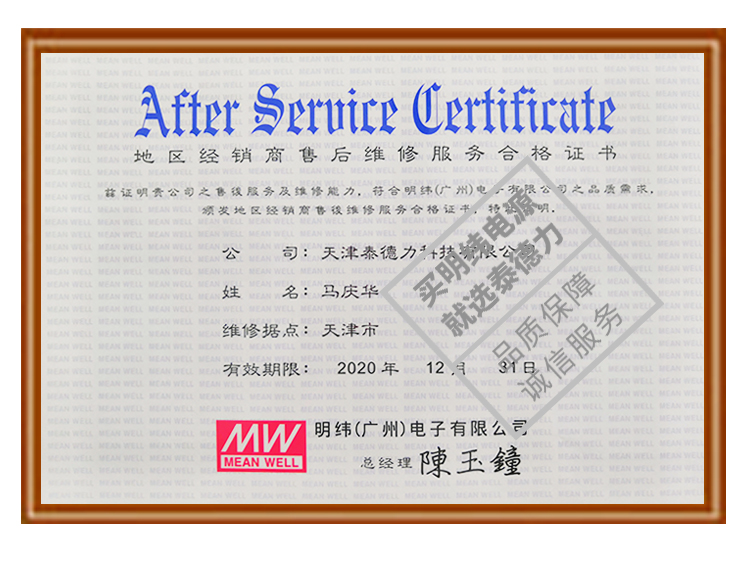 After Service Certificate
地区经销商售后维修服务合格证书
兹证明贵公司之售後服务及维修能力，符合明纬(广州)电子有限公司之品质需求，
颁发地区经销商售後维修服务合格证书，特此证明．
公 司：天津泰德力科技有限公司
姓 名：马庆华
维修据点：天津市
有效期限： 2020 年 12 月 31 日
买明纬电源
就选泰德力
品质保障
诚信服务
MW
MEAN WELL
明纬(广州)电子有限公司
总经理 陳玉鐘